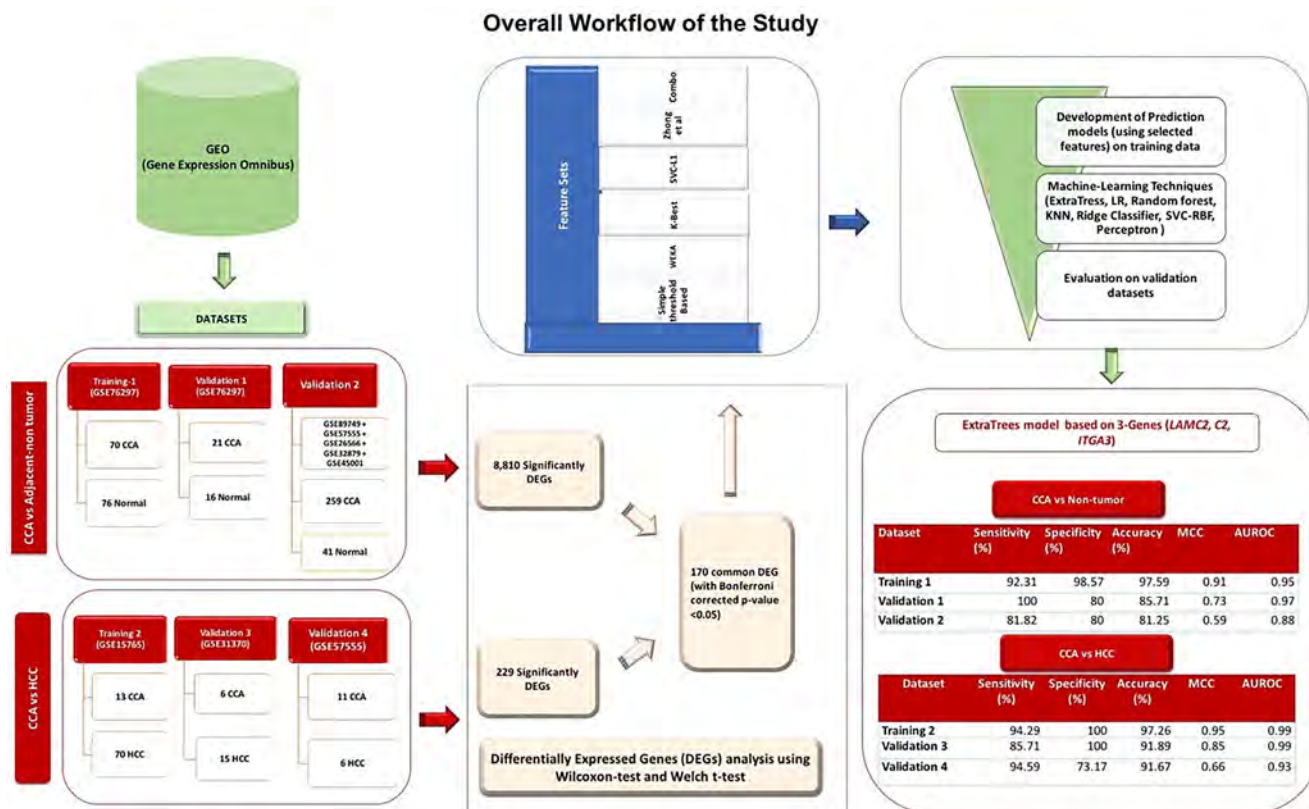 Overall Workflow of the Study
GEO
(Gene Expression Omnibus)
DATASETS
CCA vs Adjacent-non tumor
Training-1
(GSE76297)
70 CCA
76 Normal
Validation 1
(GSE76297)
21 CCA
16 Normal
Validation 2
GSE89749 +
GSE57555 +
GSE26566 +
GSE32879 +
GSE45001
259 CCA
41 Normal
CCA vs HCC
Training 2
(GSE15765)
13 CCA
70 HCC
Validation 3
(GSE31370)
6 CCA
15 HCC
Validation 4
(GSE57555)
11 CCA
6 HCC
Feature Sets
Simple
threshold
Based
WEKA
K-Best
SVC-L1
Zhong
et al
Combo
8,810 Significantly
DEGs
229 Significantly
DEGs
170 common DEG
(with Bonferroni
corrected p-value
<0.05)
Differentially Expressed Genes (DEGs) analysis using
Wilcoxon-test and Welch t-test
Development of Prediction
models (using selected
features) on training data
Machine-Learning Techniques
(ExtraTress, LR, Random forest,
KNN, Ridge Classifier, SVC-RBF,
Perceptron )
Evaluation on validation
datasets
ExtraTrees model based on 3-Genes (LAMC2, C2,
ITGA3)
CCA vs Non-tumor
Dataset Sensitivity (%) Specificity (%) Accuracy (%) MCC AUROC
Training 1 92.31 98.57 97.59 0.91 0.95
Validation 1 100 80 85.71 0.73 0.97
Validation 2 81.82 80 81.25 0.59 0.88
CCA vs HCC
Dataset Sensitivity (%) Specificity (%) Accuracy (%) MCC AUROC
Training 2 94.29 100 97.26 0.95 0.99
Validation 3 85.71 100 91.89 0.85 0.99
Validation 4 94.59 73.17 91.67 0.66 0.93